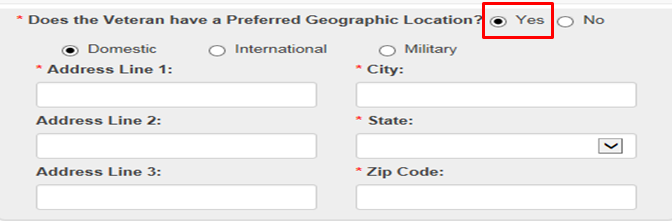 * Does the Veteran have a Preferred Geographic Location? Yes No
Domestic International Military
* Address Line 1: * City:
Address Line 2: * State:
Address Line 3: * Zip Code: